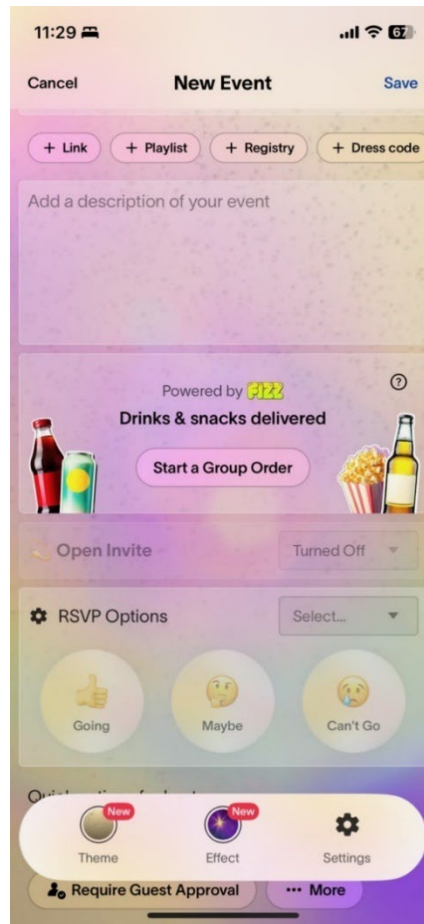 11:29
67
Cancel New Event Save
+ Link + Playlist + Registry + Dress code
Add a description of your event
Powered by FIZZ
?
Drinks & snacks delivered
Start a Group Order
Open Invite Turned Off
RSVP Options Select...
Going Maybe Can't Go
New New
Theme Effect Settings
Require Guest Approval ... More